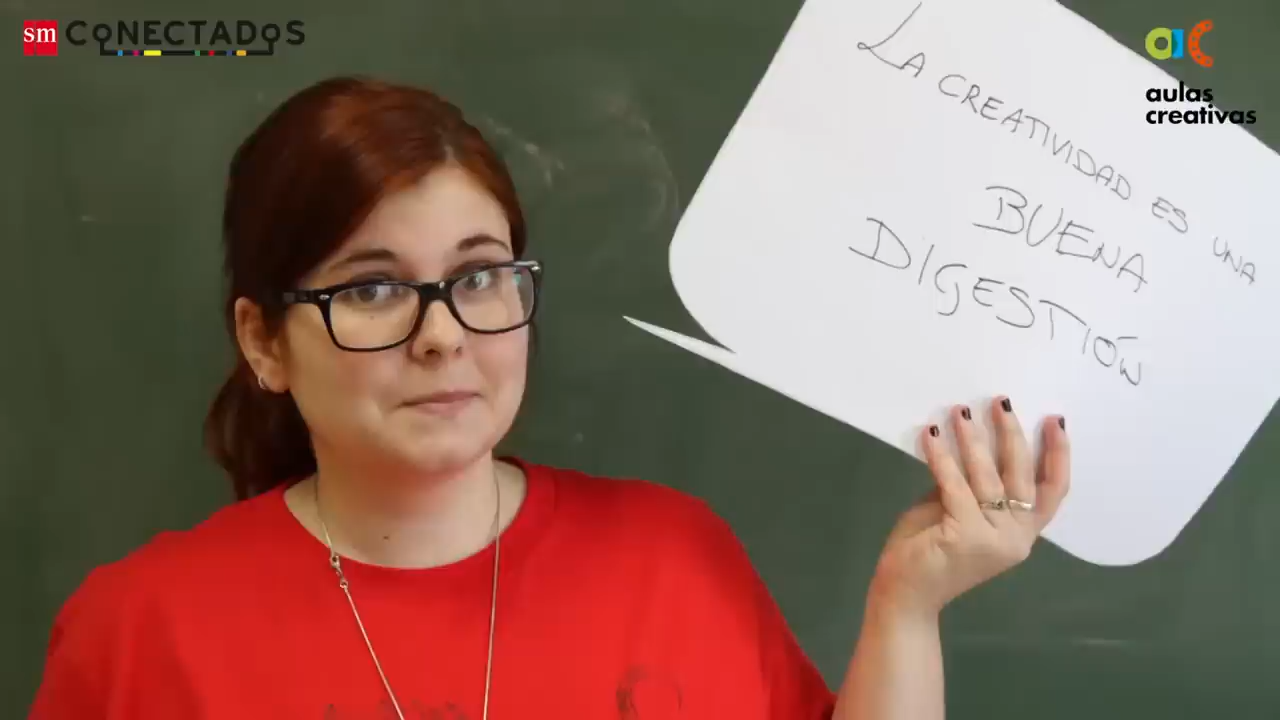 sm CONECTADOS
aulas
creativas
LA CREATIVIDAD ES UNA
BUENA
DIGESTIÓN